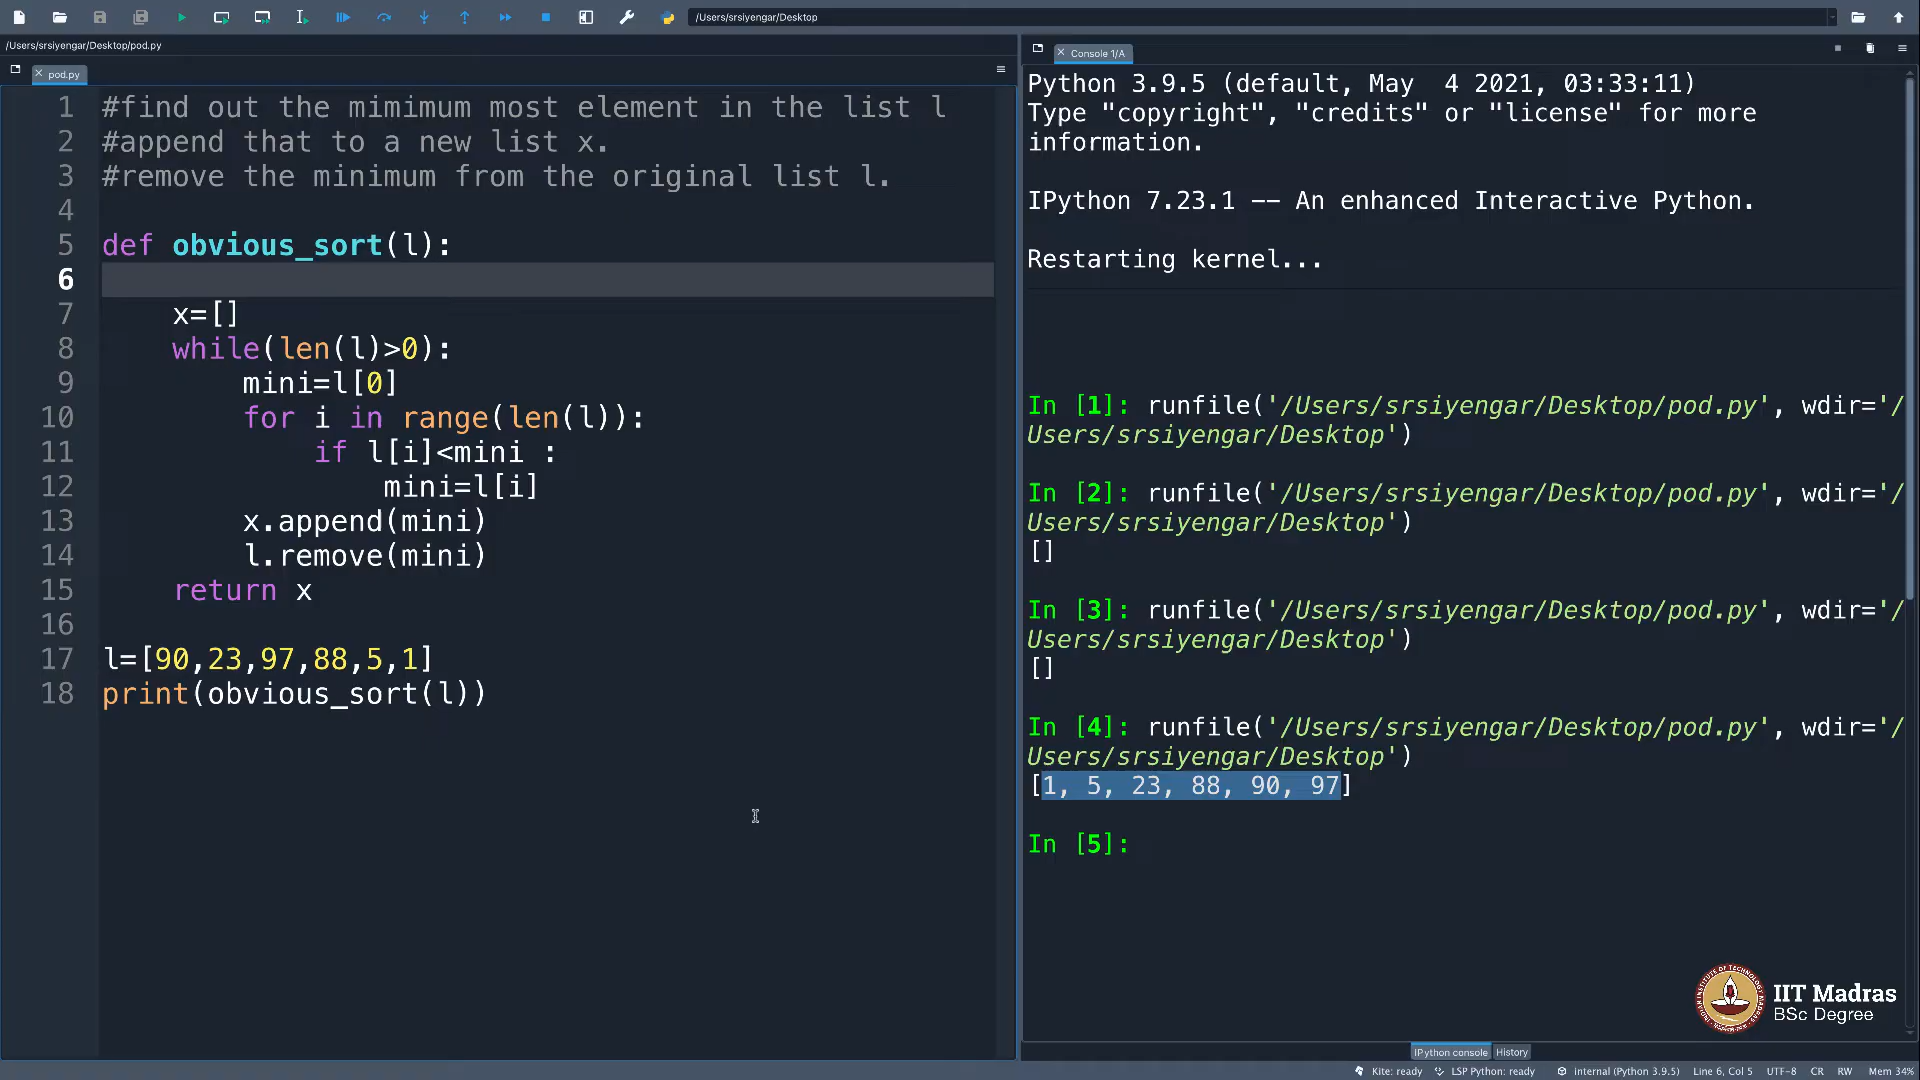 /Users/srsiyengar/Desktop
/Users/srsiyengar/Desktop/pod.py
pod.py
1 #find out the mimimum most element in the list l
2 #append that to a new list x.
3 #remove the minimum from the original list l.
4
5 def obvious_sort(l):
6
7 x=[]
8 while(len(l)>0):
9 mini=l[0]
10 for i in range(len(l)):
11 if l[i]<mini :
12 mini=l[i]
13 x.append(mini)
14 l.remove(mini)
15 return x
16
17 l=[90,23,97,88,5,1]
18 print(obvious_sort(l))
Console 1/A
Python 3.9.5 (default, May  4 2021, 03:33:11)
Type "copyright", "credits" or "license" for more
information.
IPython 7.23.1 -- An enhanced Interactive Python.
Restarting kernel...
In [1]: runfile('/Users/srsiyengar/Desktop/pod.py', wdir='/
Users/srsiyengar/Desktop')
In [2]: runfile('/Users/srsiyengar/Desktop/pod.py', wdir='/
Users/srsiyengar/Desktop')
[]
In [3]: runfile('/Users/srsiyengar/Desktop/pod.py', wdir='/
Users/srsiyengar/Desktop')
[]
In [4]: runfile('/Users/srsiyengar/Desktop/pod.py', wdir='/
Users/srsiyengar/Desktop')
[1, 5, 23, 88, 90, 97]
In [5]:
IIT Madras
BSc Degree
IPython console History
Kite: ready LSP Python: ready internal (Python 3.9.5) Line 6, Col 5 UTF-8 CR RW Mem 34%